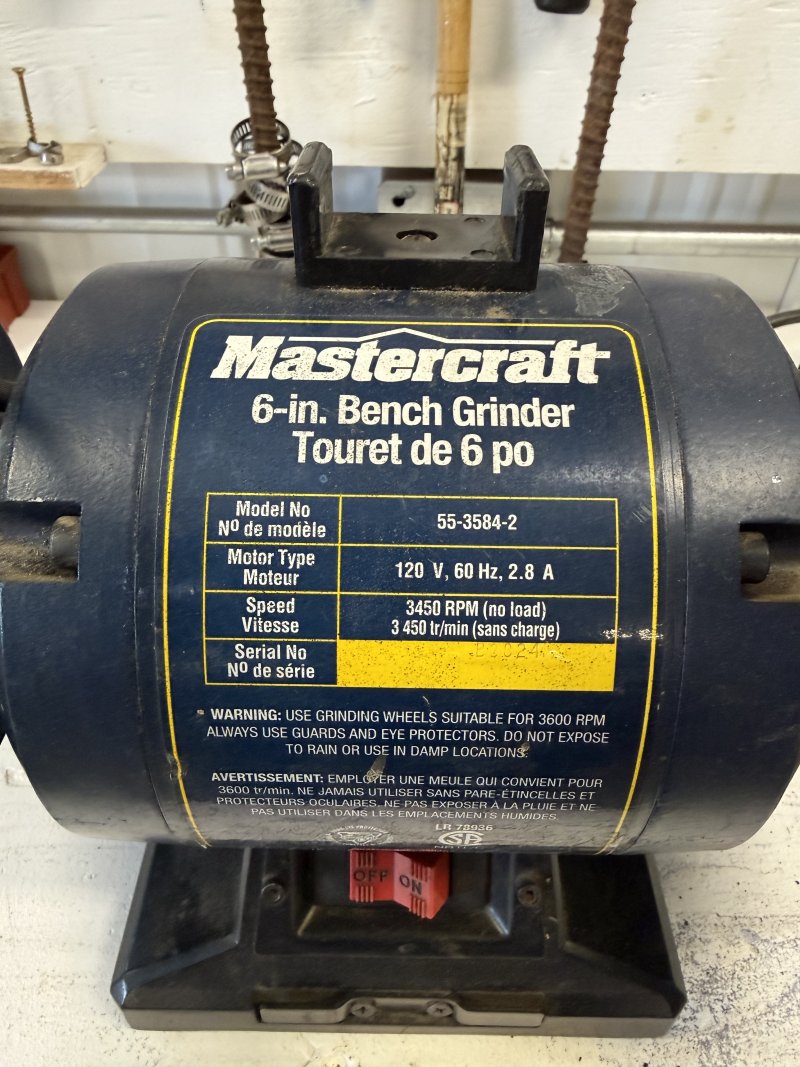 Mastercraft
6-in. Bench Grinder
Touret de 6 po
Model No
Nº de modèle
55-3584-2
Motor Type
Moteur
120 V, 60 Hz, 2.8 A
Speed
Vitesse
3450 RPM (no load)
3 450 tr/min (sans charge)
Serial No
Nº de série
WARNING: USE GRINDING WHEELS SUITABLE FOR 3600 RPM
ALWAYS USE GUARDS AND EYE PROTECTORS. DO NOT EXPOSE
TO RAIN OR USE IN DAMP LOCATIONS.
AVERTISSEMENT: EMPLOYER UNE MEULE QUI CONVIENT POUR
3600 tr/min. NE JAMAIS UTILISER SANS PARE-ÉTINCELLES ET
PROTECTEURS OCULAIRES. NE PAS EXPOSER À LA PLUIE ET NE
PAS UTILISER DANS LES EMPLACEMENTS HUMIDES.
LR 78936
OFF ON